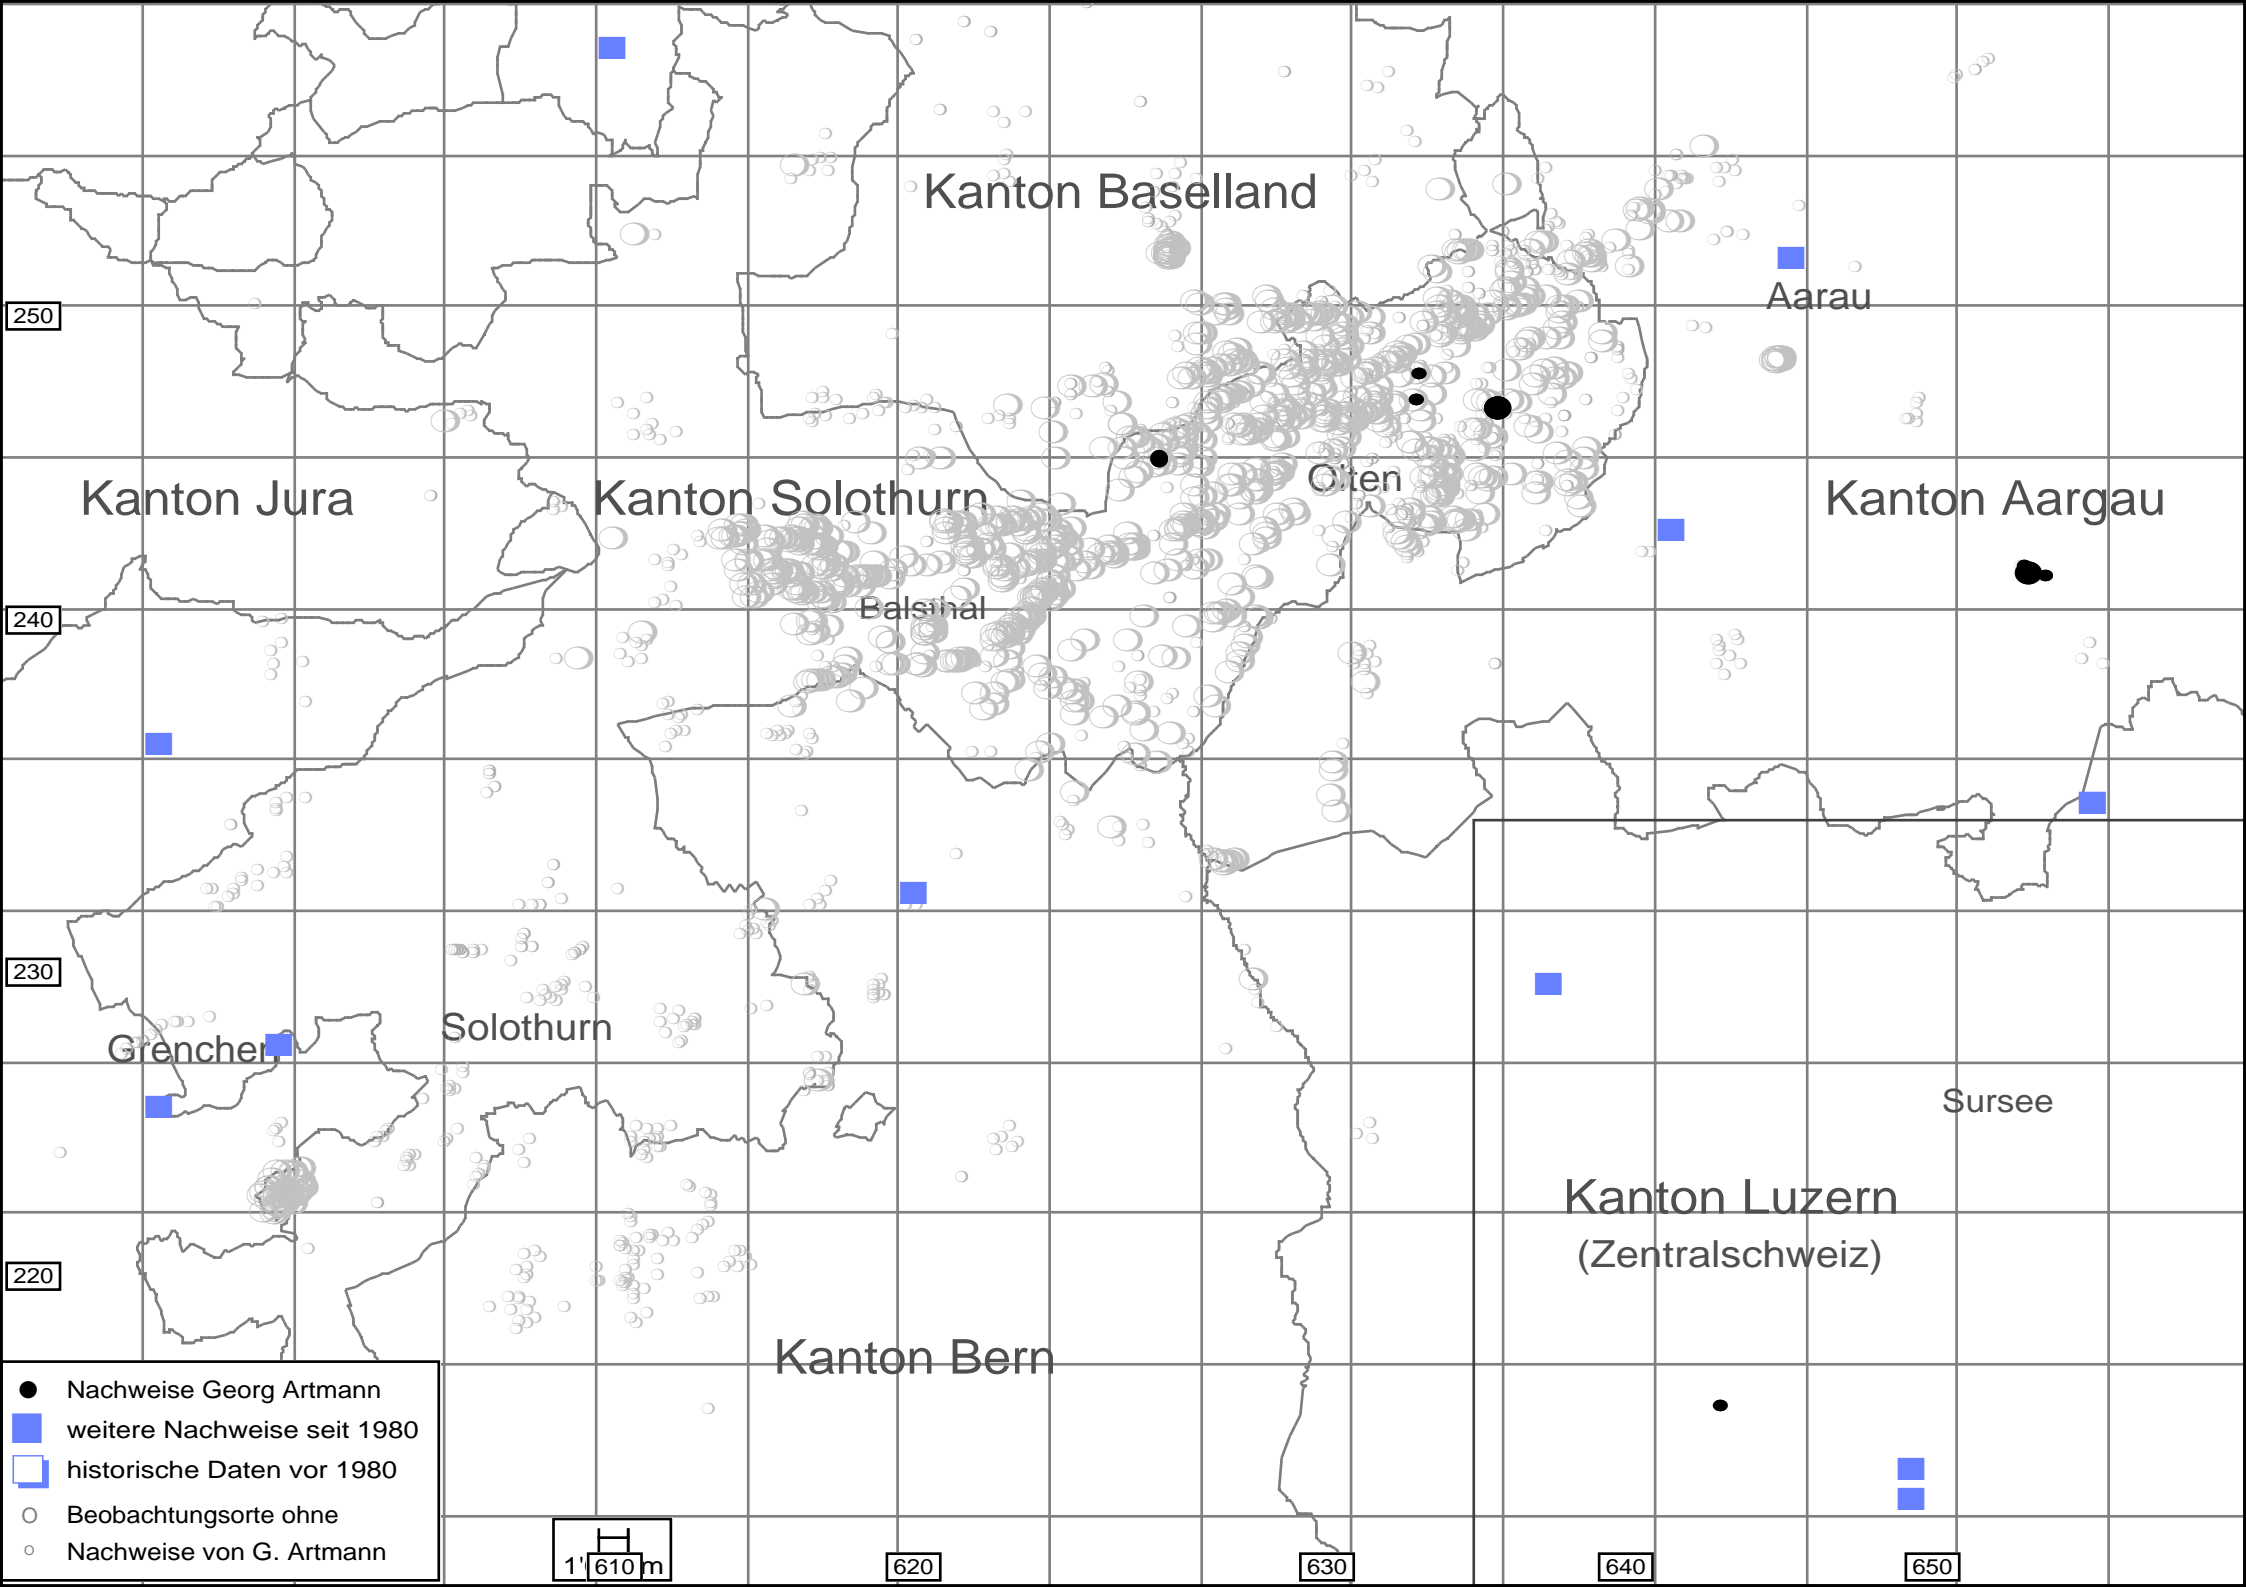 Kanton Baselland
Aarau
250
Olten
Kanton Jura
Kanton Solothurn
Kanton Aargau
Balsthal
240
230
Solothurn
Grenchen
Sursee
Kanton Luzern
(Zentralschweiz)
220
Kanton Bern
Nachweise Georg Artmann
weitere Nachweise seit 1980
historische Daten vor 1980
Beobachtungsorte ohne
Nachweise von G. Artmann
610
620
630
640
650